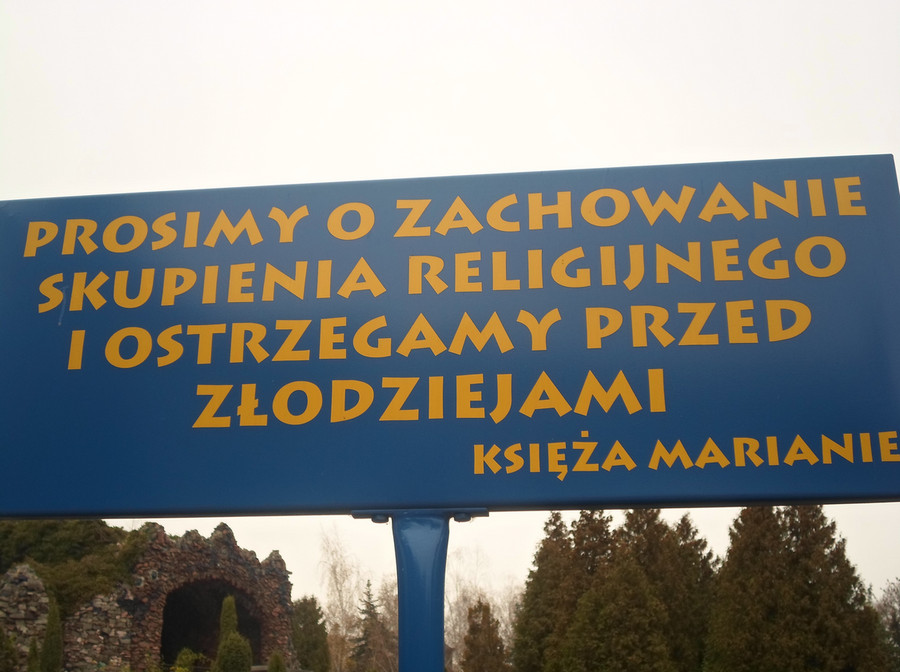 PROSIMY O ZACHOWANIE
SKUPIENIA RELIGIJNEGO
I OSTRZEGAMY PRZED
ZŁODZIEJAMI
KSIĘŻA MARIANIE